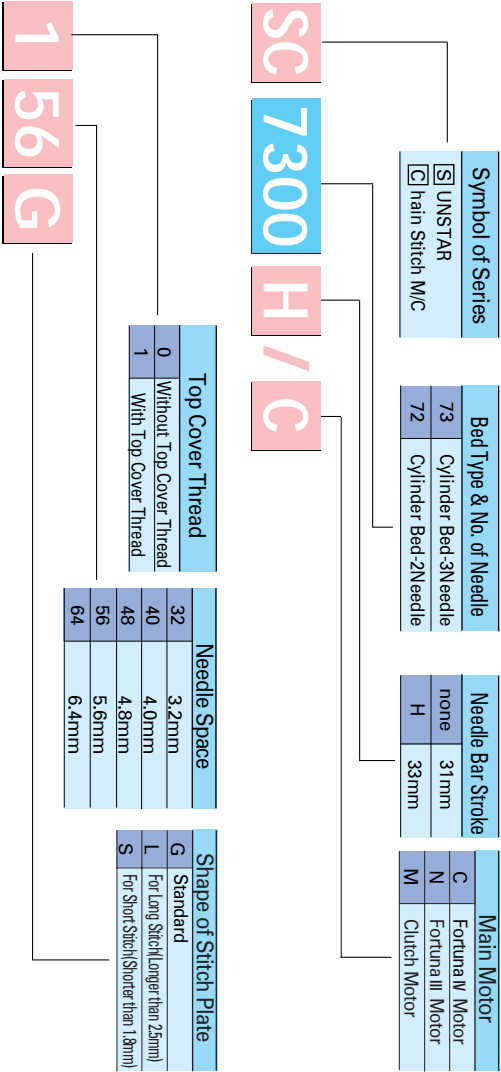 SC 7300 H / C
Symbol of Series
S UNSTAR
C hain Stitch M/C
Bed Type & No. of Needle
73 Cylinder Bed-3Needle
72 Cylinder Bed-2Needle
Needle Bar Stroke
none 31mm
H 33mm
Main Motor
C Fortuna Ⅳ Motor
N Fortuna Ⅲ Motor
M Clutch Motor
1 56 G
Top Cover Thread
0 Without Top Cover Thread
1 With Top Cover Thread
Needle Space
32 3.2mm
40 4.0mm
48 4.8mm
56 5.6mm
64 6.4mm
Shape of Stitch Plate
G Standard
L For Long Stitch(Longer than 2.5mm)
S For Short Stitch(Shorter than 1.8mm)